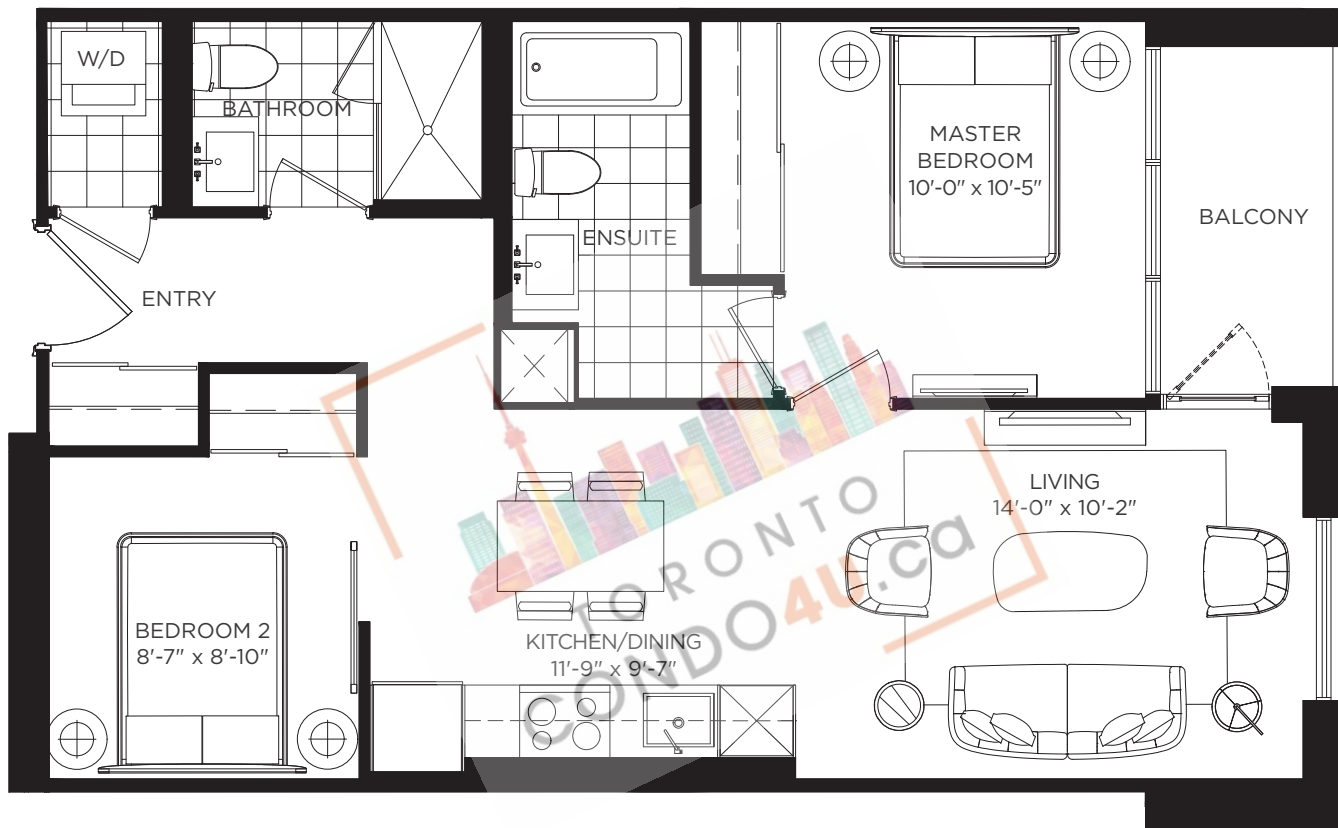 W/D
BATHROOM
MASTER
BEDROOM
10'-0" x 10'-5"
BALCONY
ENSUITE
ENTRY
LIVING
14'-0" x 10'-2"
TORONTO
CONDO4U.ca
BEDROOM 2
8'-7" x 8'-10"
KITCHEN/DINING
11'-9" x 9'-7"